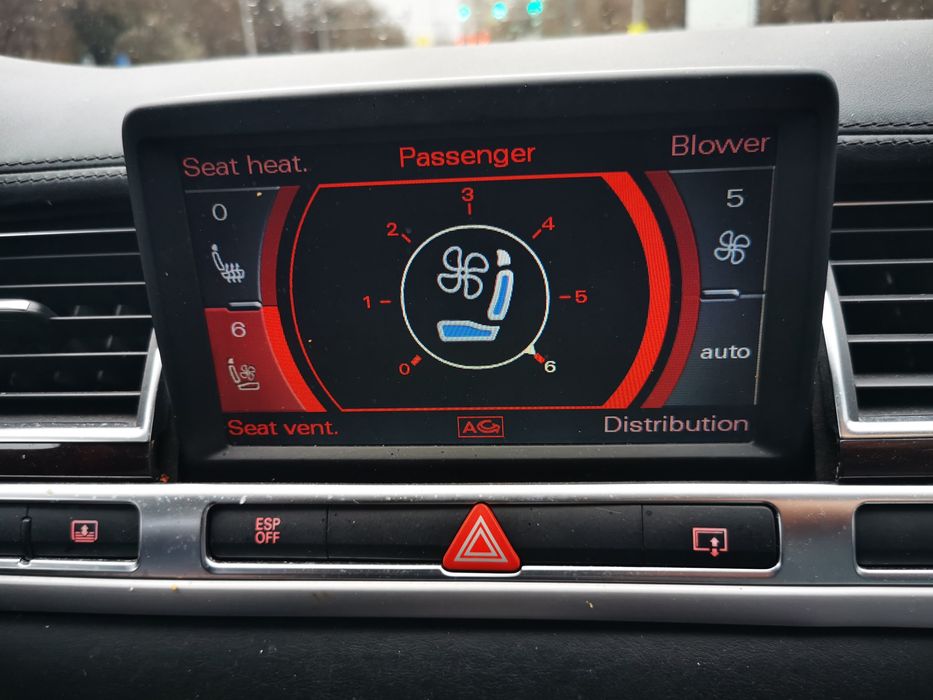 Seat heat.
Passenger
Blower
0
5
3
2
4
1
5
0
6
6
auto
Seat vent.
A
Distribution
ESP
OFF